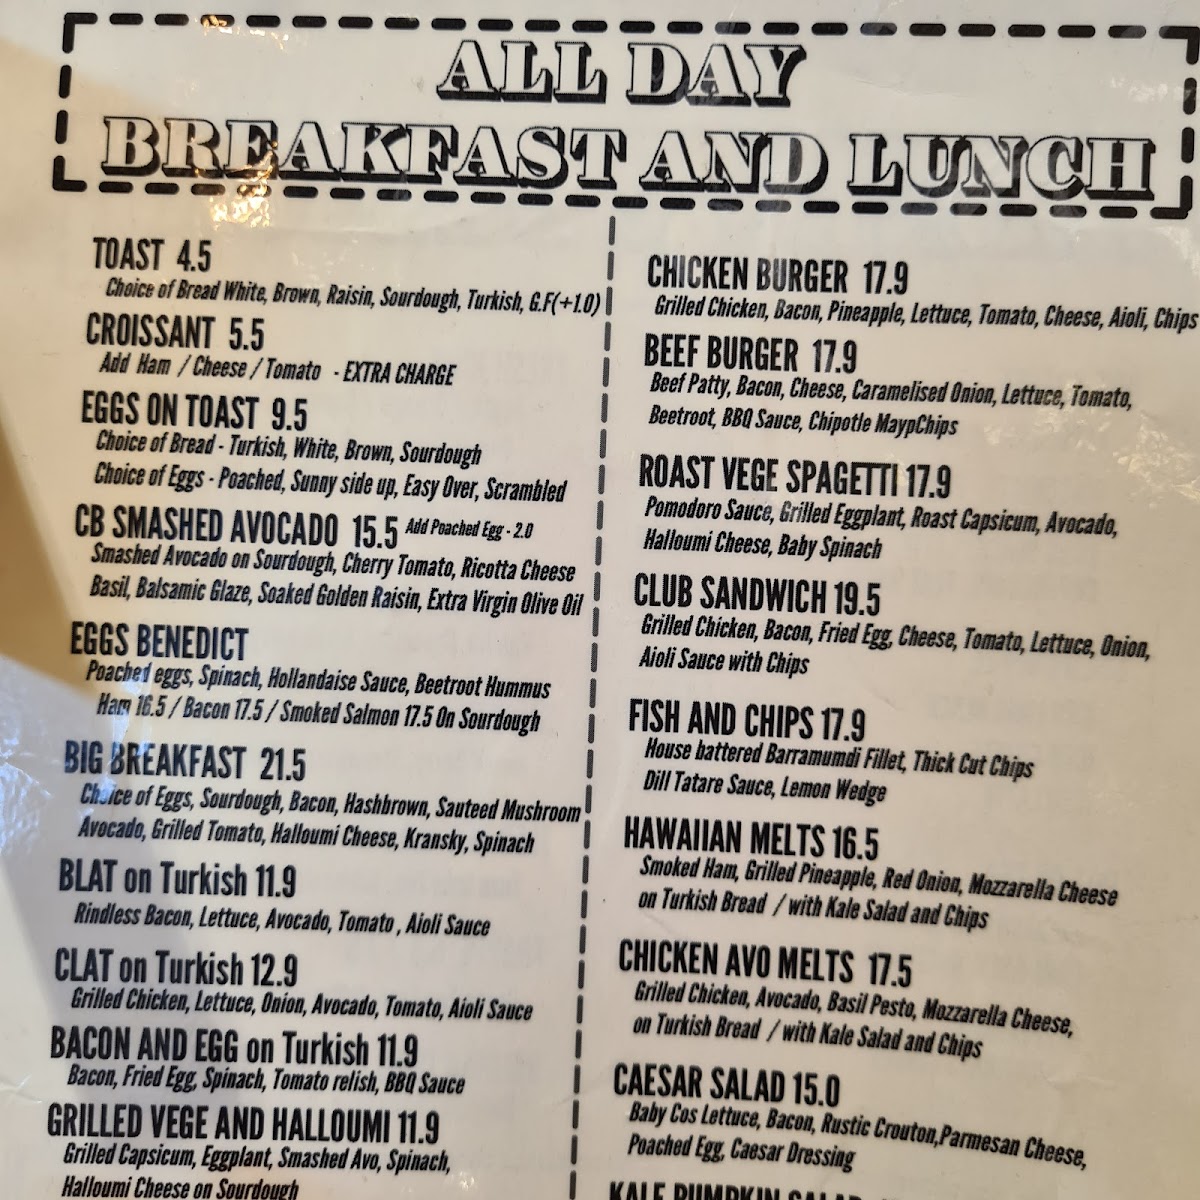 ALL DAY
BREAKFAST AND LUNCH
TOAST 4.5
Choice of Bread White, Brown, Raisin, Sourdough, Turkish, G.F(+1.0)
CROISSANT 5.5
Add Ham / Cheese / Tomato - EXTRA CHARGE
EGGS ON TOAST 9.5
Choice of Bread - Turkish, White, Brown, Sourdough
Choice of Eggs - Poached, Sunny side up, Easy Over, Scrambled
CB SMASHED AVOCADO 15.5 Add Poached Egg - 2.0
Smashed Avocado on Sourdough, Cherry Tomato, Ricotta Cheese
Basil, Balsamic Glaze, Soaked Golden Raisin, Extra Virgin Olive Oil
EGGS BENEDICT
Poached eggs, Spinach, Hollandaise Sauce, Beetroot Hummus
Ham 16.5 / Bacon 17.5 / Smoked Salmon 17.5 On Sourdough
BIG BREAKFAST 21.5
Choice of Eggs, Sourdough, Bacon, Hashbrown, Sauteed Mushroom
Avocado, Grilled Tomato, Halloumi Cheese, Kransky, Spinach
BLAT on Turkish 11.9
Rindless Bacon, Lettuce, Avocado, Tomato , Aioli Sauce
CLAT on Turkish 12.9
Grilled Chicken, Lettuce, Onion, Avocado, Tomato, Aioli Sauce
BACON AND EGG on Turkish 11.9
Bacon, Fried Egg, Spinach, Tomato relish, BBQ Sauce
GRILLED VEGE AND HALLOUMI 11.9
Grilled Capsicum, Eggplant, Smashed Avo, Spinach,
Halloumi Cheese on Sourdough
CHICKEN BURGER 17.9
Grilled Chicken, Bacon, Pineapple, Lettuce, Tomato, Cheese, Aioli, Chips
BEEF BURGER 17.9
Beef Patty, Bacon, Cheese, Caramelised Onion, Lettuce, Tomato,
Beetroot, BBQ Sauce, Chipotle MaypChips
ROAST VEGE SPAGETTI 17.9
Pomodoro Sauce, Grilled Eggplant, Roast Capsicum, Avocado,
Halloumi Cheese, Baby Spinach
CLUB SANDWICH 19.5
Grilled Chicken, Bacon, Fried Egg, Cheese, Tomato, Lettuce, Onion,
Aioli Sauce with Chips
FISH AND CHIPS 17.9
House battered Barramumdi Fillet, Thick Cut Chips
Dill Tatare Sauce, Lemon Wedge
HAWAIIAN MELTS 16.5
Smoked Ham, Grilled Pineapple, Red Onion, Mozzarella Cheese
on Turkish Bread / with Kale Salad and Chips
CHICKEN AVO MELTS 17.5
Grilled Chicken, Avocado, Basil Pesto, Mozzarella Cheese,
on Turkish Bread / with Kale Salad and Chips
CAESAR SALAD 15.0
Baby Cos Lettuce, Bacon, Rustic Crouton,Parmesan Cheese,
Poached Egg, Caesar Dressing
KALE PUMPKIN SALAD